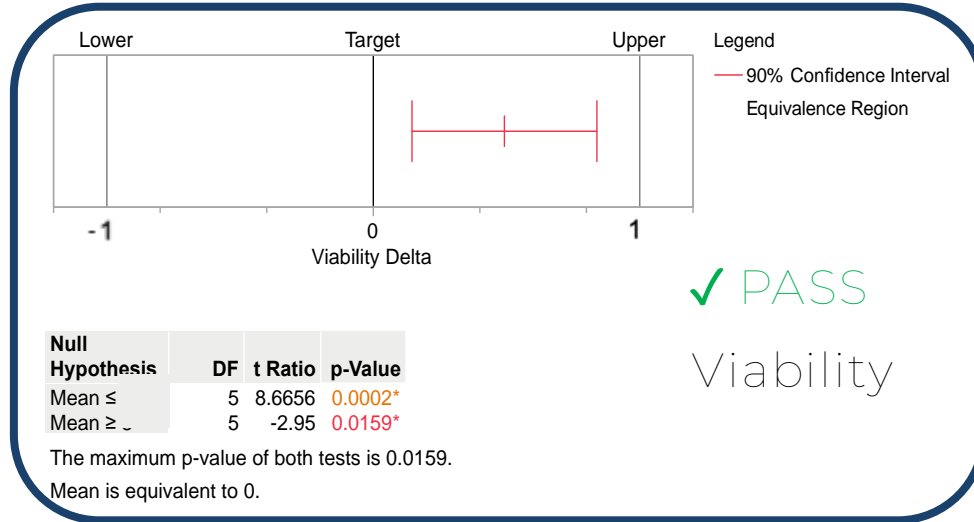 Lower Target Upper Legend
90% Confidence Interval
Equivalence Region
-1 0 1
Viability Delta
✓ PASS
Viability
Null
Hypothesis DF t Ratio p-Value
Mean ≤ 5 8.6656 0.0002*
Mean ≥ 5 -2.95 0.0159*
The maximum p-value of both tests is 0.0159.
Mean is equivalent to 0.